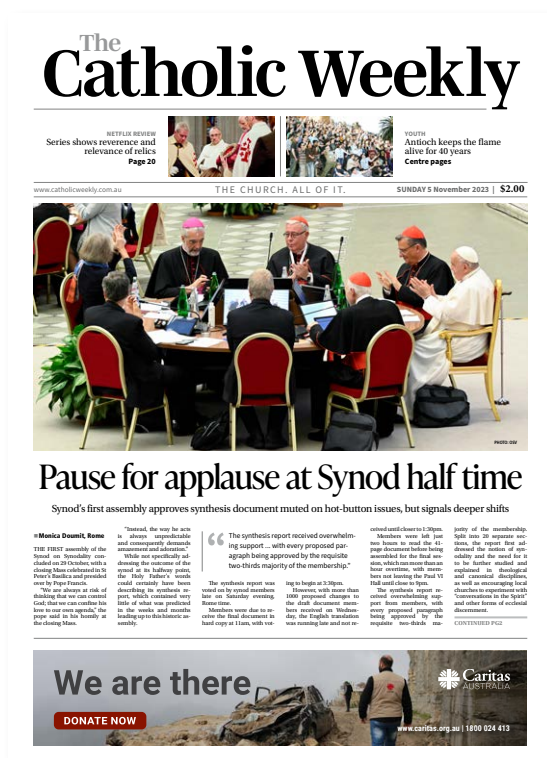 The
Catholic Weekly
NETFLIX REVIEW
Series shows reverence and
relevance of relics
Page 20
YOUTH
Antioch keeps the flame
alive for 40 years
Centre pages
www.catholicweekly.com.au
THE CHURCH. ALL OF IT.
SUNDAY 5 November 2023 | $2.00
PHOTO: OSV
Pause for applause at Synod half time
Synod's first assembly approves synthesis document muted on hot-button issues, but signals deeper shifts
■ Monica Doumit, Rome
THE FIRST assembly of the
Synod on Synodality con-
cluded on 29 October, with a
closing Mass celebrated in St
Peter's Basilica and presided
over by Pope Francis.
"We are always at risk of
thinking that we can control
God; that we can confine his
love to our own agenda," the
pope said in his homily at
the closing Mass.
"Instead, the way he acts
is always unpredictable
and consequently demands
amazement and adoration."
While not specifically ad-
dressing the outcome of the
synod at its halfway point,
the Holy Father's words
could certainly have been
describing its synthesis re-
port, which contained very
little of what was predicted
in the weeks and months
leading up to this historic as-
sembly.
"The synthesis report received overwhelm-
ing support ... with every proposed par-
agraph being approved by the requisite
two-thirds majority of the membership."
The synthesis report was
voted on by synod members
late on Saturday evening,
Rome time.
Members were due to re-
ceive the final document in
hard copy at 11am, with vot-
ing to begin at 3:30pm.
However, with more than
1000 proposed changes to
the draft document mem-
bers received on Wednes-
day, the English translation
was running late and not re-
ceived until closer to 1:30pm.
Members were left just
two hours to read the 41-
page document before being
assembled for the final ses-
sion, which ran more than an
hour overtime, with mem-
bers not leaving the Paul VI
Hall until close to 9pm.
The synthesis report re-
ceived overwhelming sup-
port from members, with
every proposed paragraph
being approved by the
requisite two-thirds ma-
jority of the membership.
Split into 20 separate sec-
tions, the report first ad-
dressed the notion of syn-
odality and the need for it
to be further studied and
explained in theological
and canonical disciplines,
as well as encouraging local
churches to experiment with
"conversations in the Spirit"
and other forms of ecclesial
discernment.
CONTINUED PG2
We are there
DONATE NOW
Caritas
AUSTRALIA
www.caritas.org.au | 1800 024 413